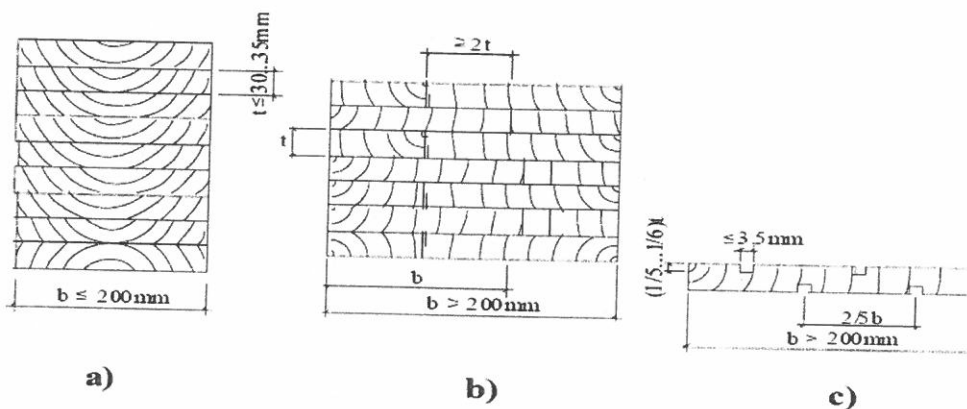 t≤30..35mm
b ≤ 200mm
a)
≥2t
t
b
b > 200mm
b)
(1/5...1/6)t
≤3,5mm
2/5b
b > 200mm
c)